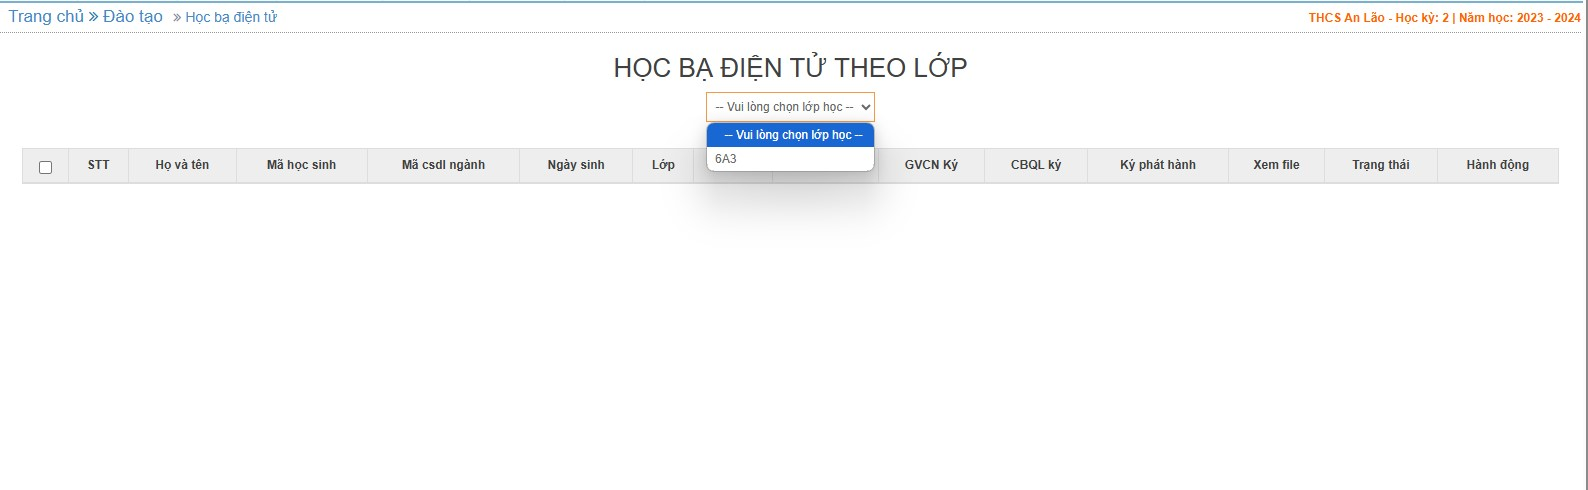 Trang chủ » Đào tạo » Học bạ điện tử
THCS An Lão - Học kỳ: 2 | Năm học: 2023 - 2024
HỌC BẠ ĐIỆN TỬ THEO LỚP
-- Vui lòng chọn lớp học --
-- Vui lòng chọn lớp học --
6A3
STT Họ và tên Mã học sinh Mã csdl ngành Ngày sinh Lớp GVCN Ký CBQL ký Ký phát hành Xem file Trạng thái Hành động